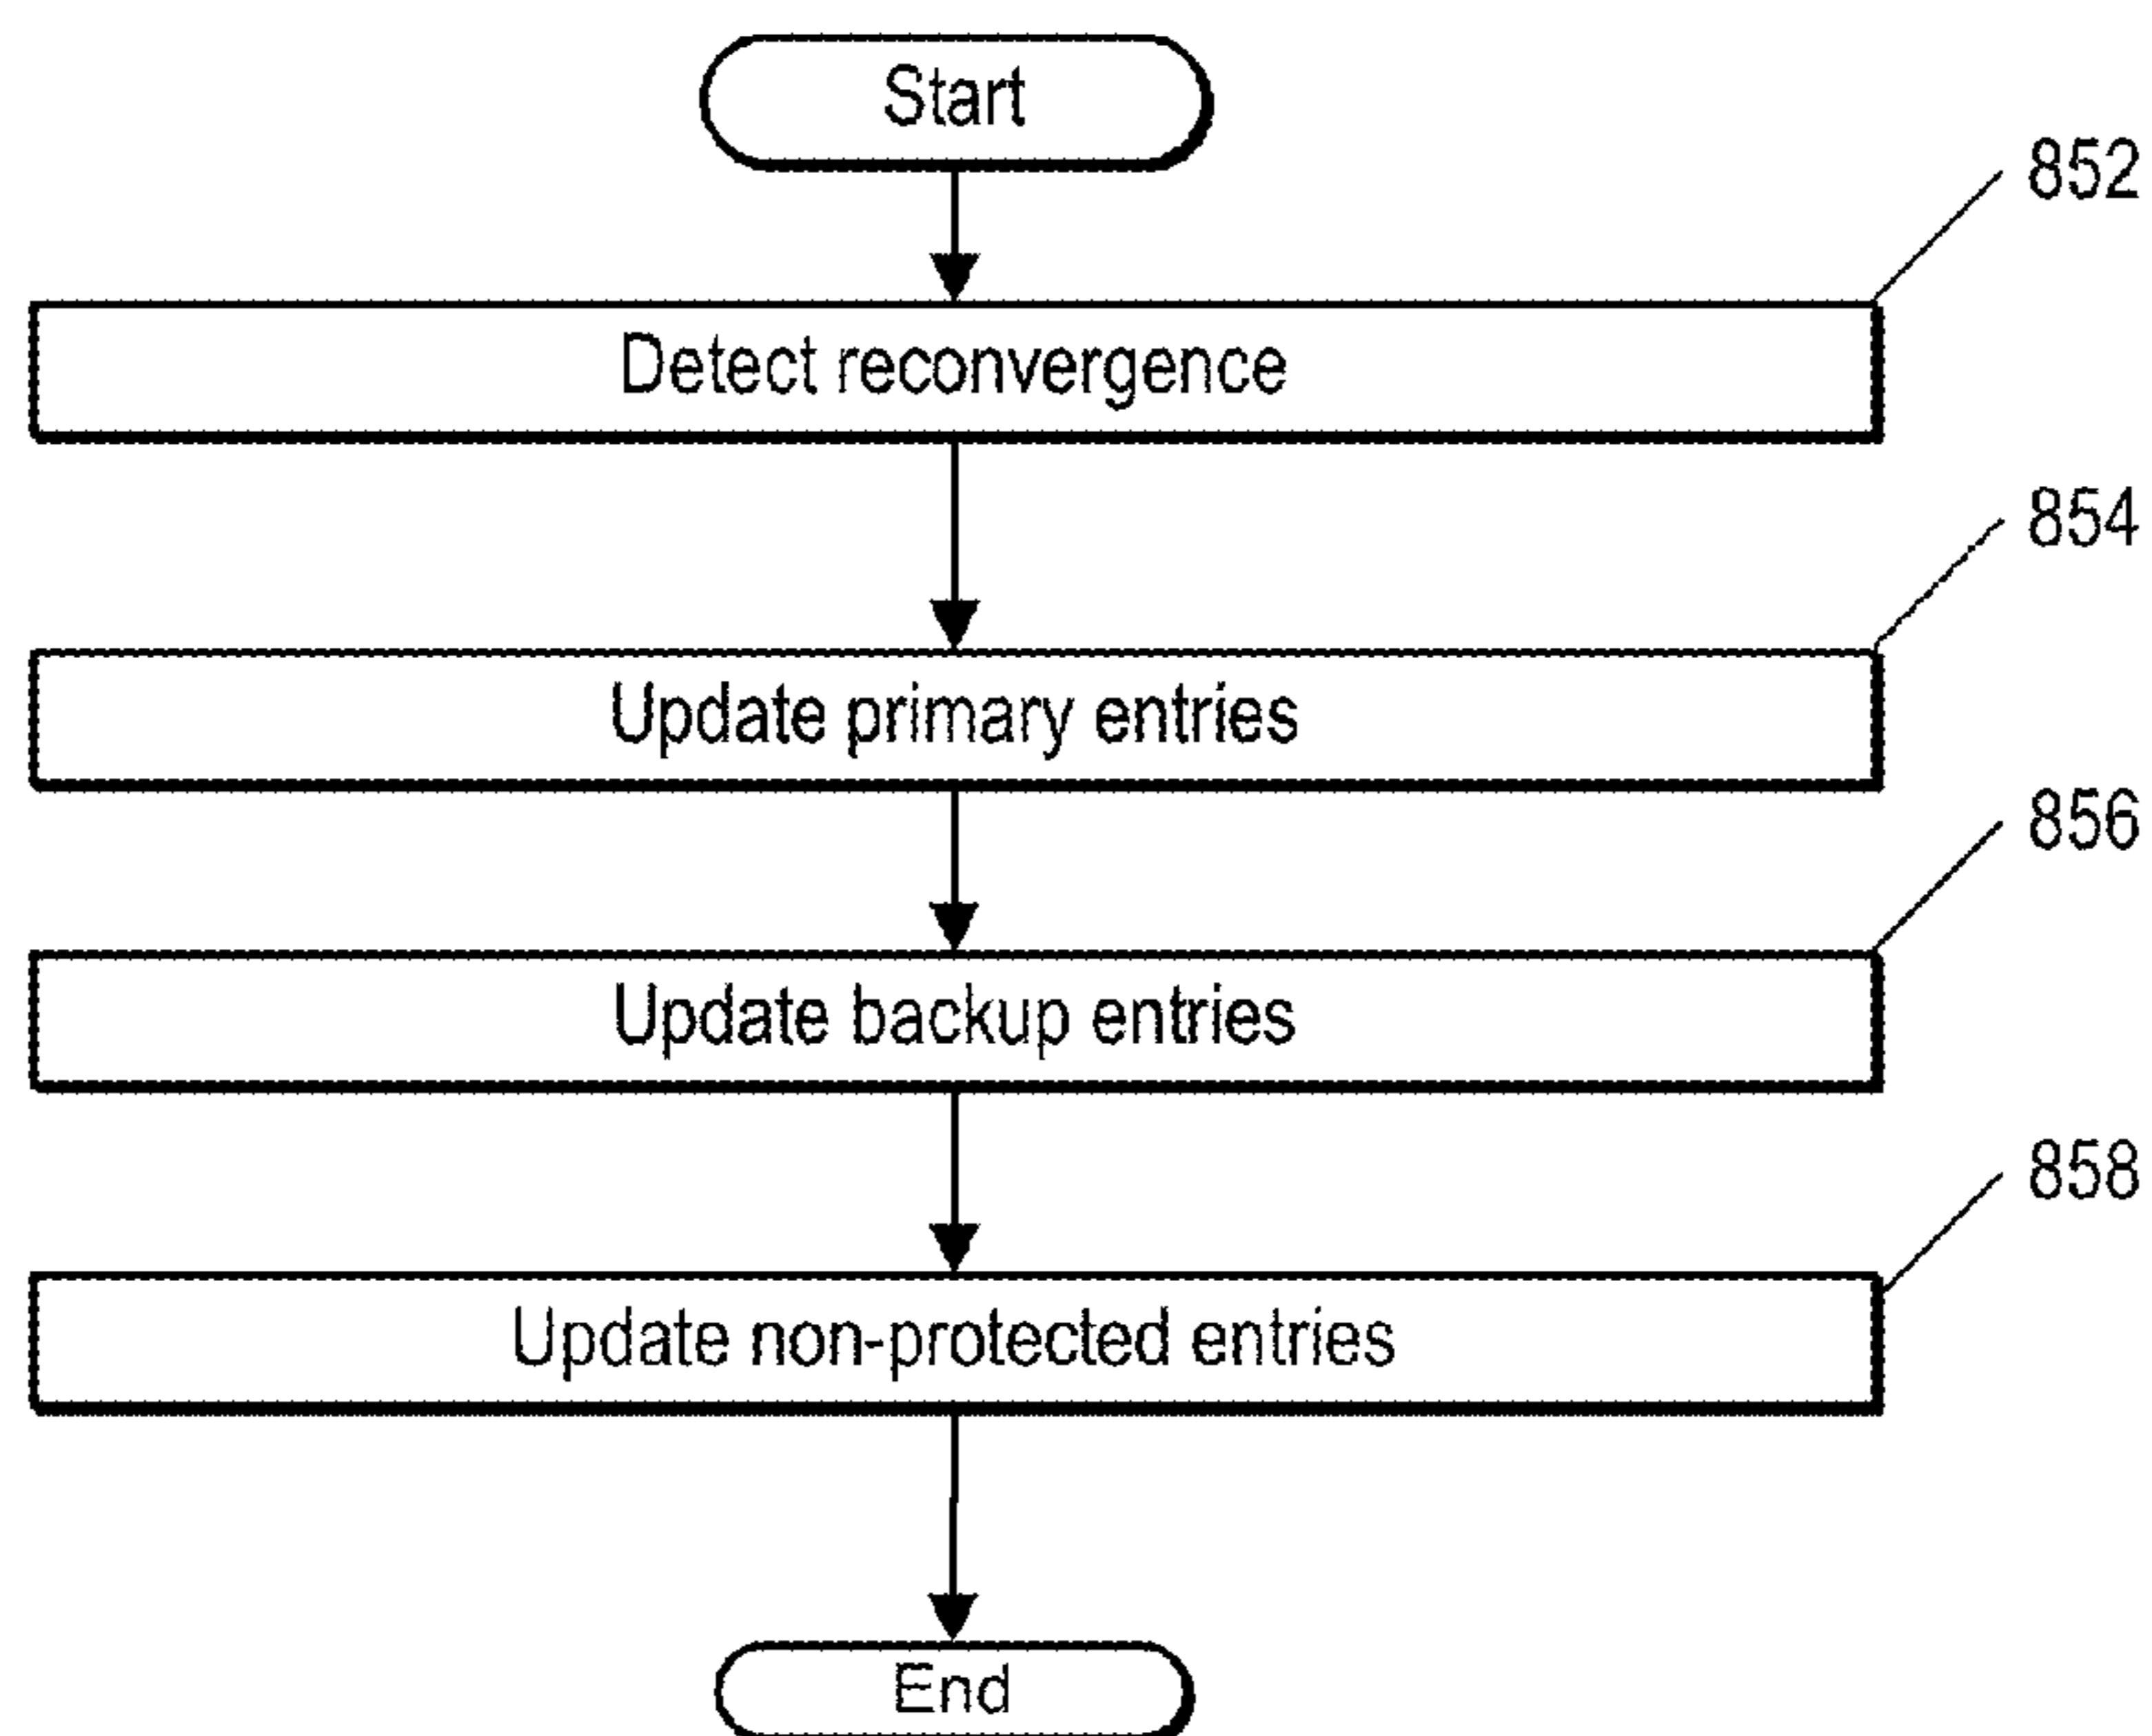 Start
852
Detect reconvergence
854
Update primary entries
856
Update backup entries
858
Update non-protected entries
End